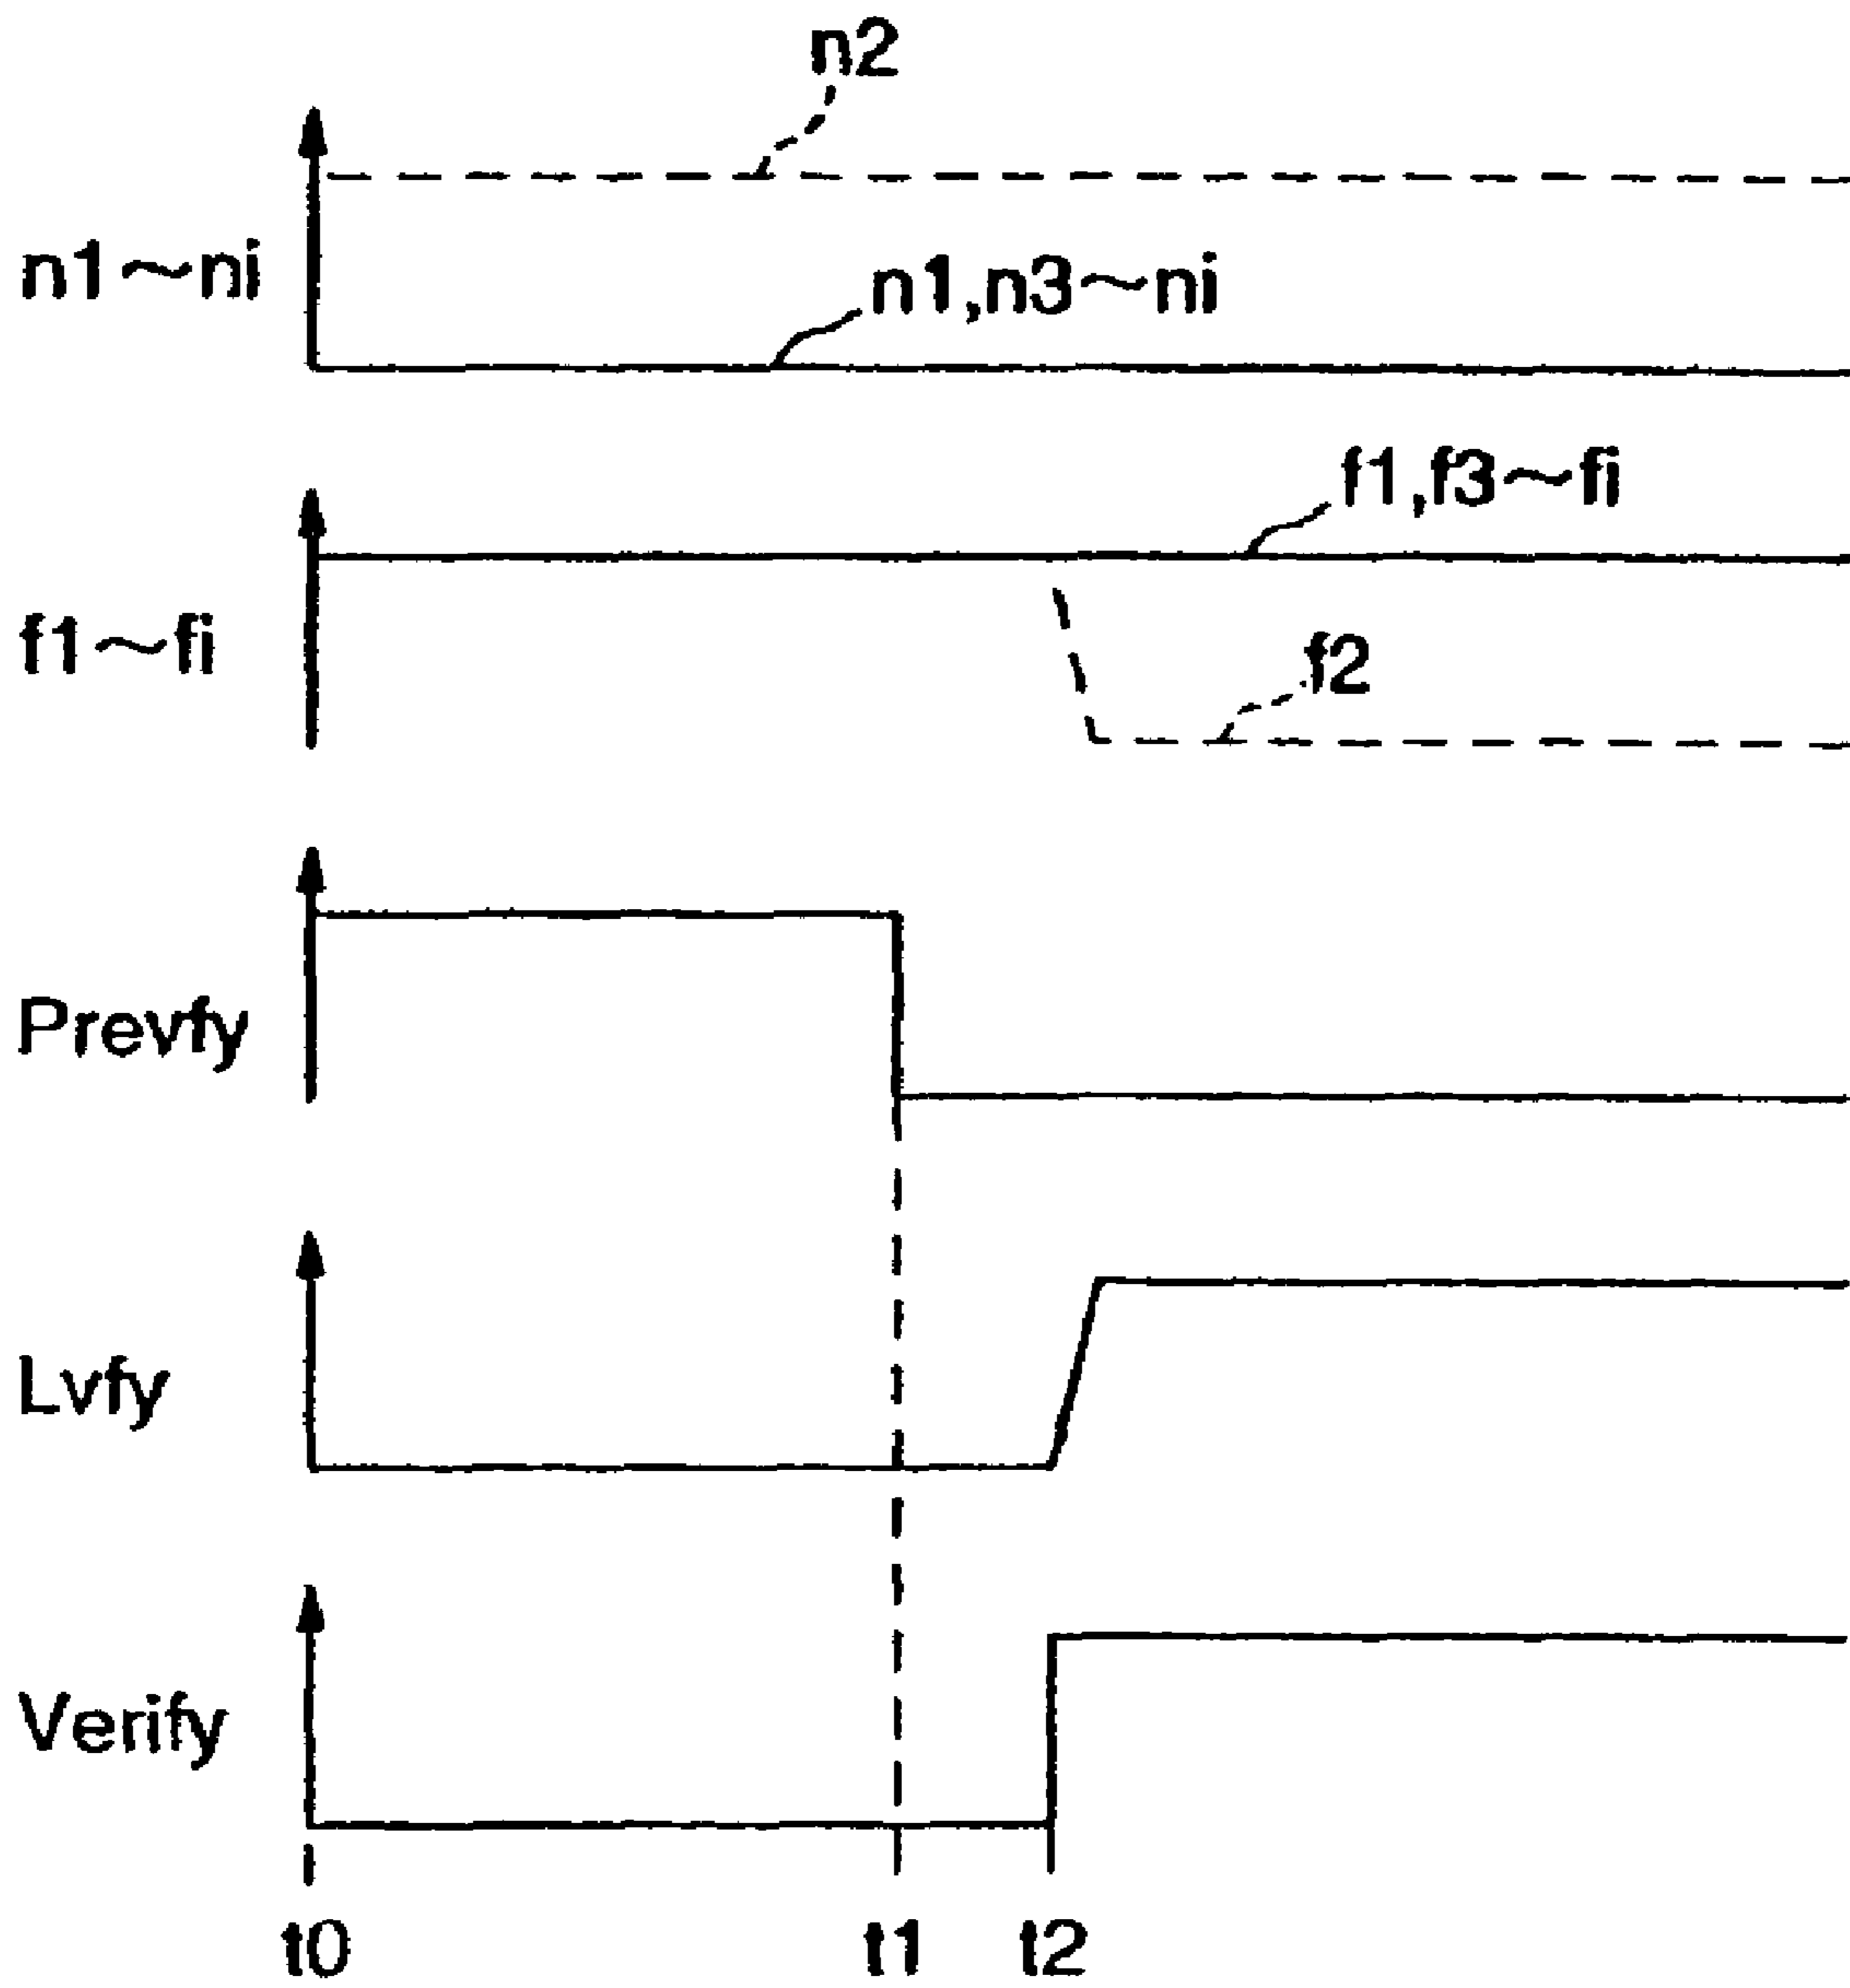 n2
n1~ni
n1,n3~ni
f1,f3~fi
f1~fi
f2
Prevfy
Lvfy
Verify
t0 t1 t2